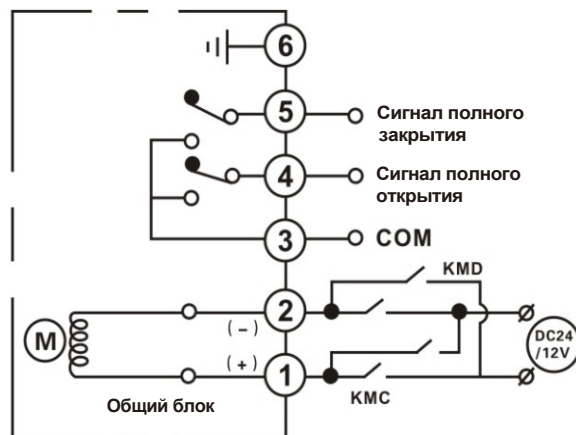 6
5
Сигнал полного
закрытия
4
Сигнал полного
открытия
3
COM
KMD
2
(-)
M
DC24
/12V
(+)
1
KMC
Общий блок